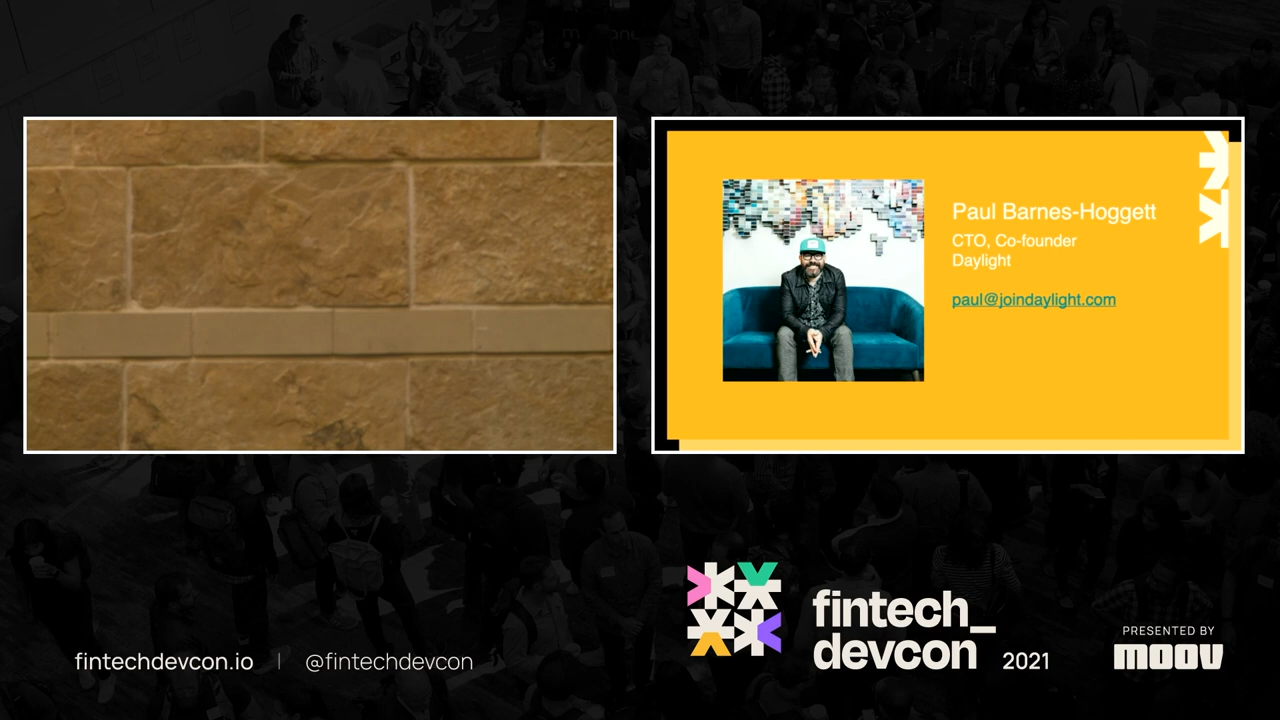 Paul Barnes-Hoggett
CTO, Co-founder
Daylight
paul@joindaylight.com
fintech_
devcon 2021
PRESENTED BY
moov
fintechdevcon.io | @fintechdevcon